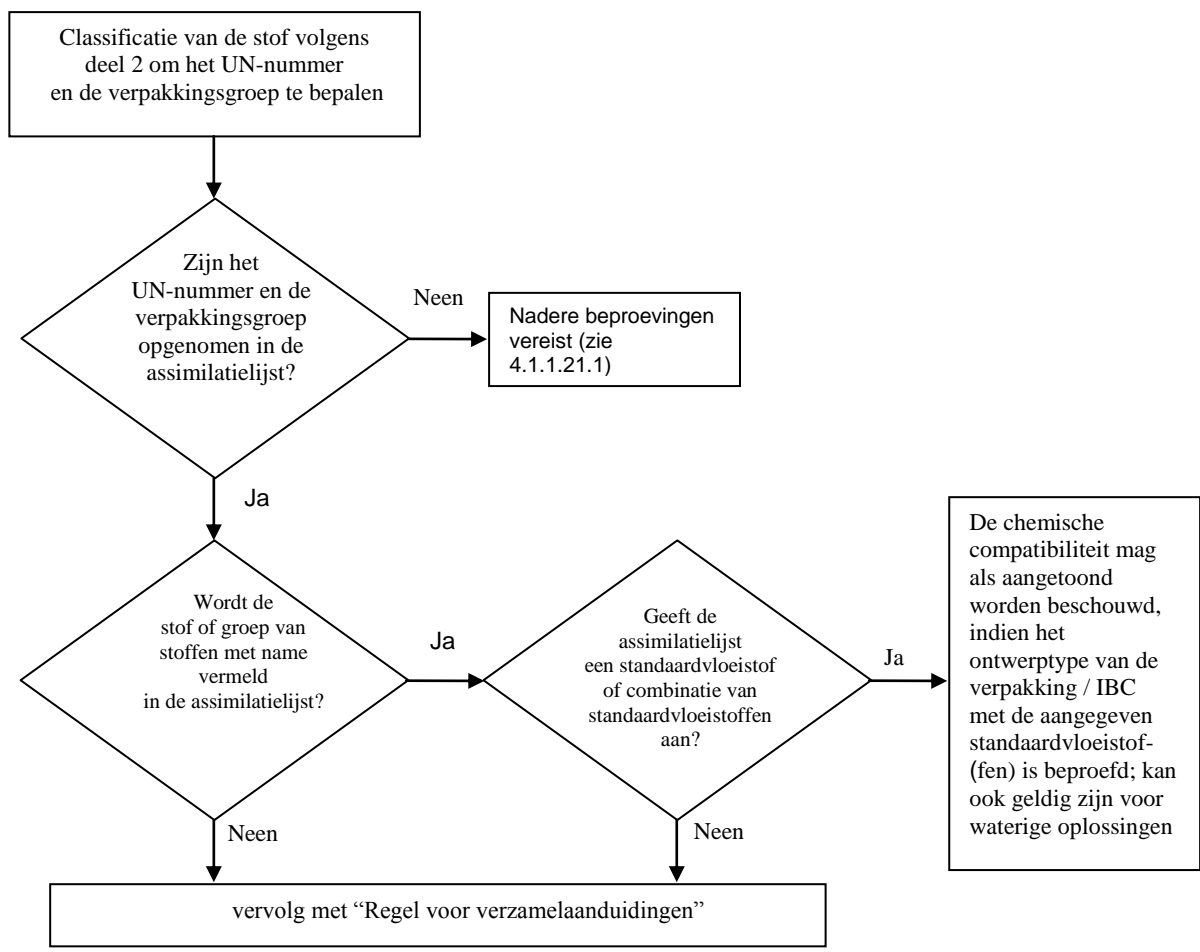 Classificatie van de stof volgens
deel 2 om het UN-nummer
en de verpakkingsgroep te bepalen
Zijn het
UN-nummer en de
verpakkingsgroep
opgenomen in de
assimilatielijst?
Neen
Nadere beproevingen
vereist (zie
4.1.1.21.1)
Ja
Wordt de
stof of groep van
stoffen met name
vermeld
in de assimilatielijst?
Ja
Geeft de
assimilatielijst
een standaardvloeistof
of combinatie van
standaardvloeistoffen
aan?
Ja
De chemische
compatibiliteit mag
als aangetoond
worden beschouwd,
indien het
ontwerptype van de
verpakking / IBC
met de aangegeven
standaardvloeistof-
(fen) is beproefd; kan
ook geldig zijn voor
waterige oplossingen
Neen
Neen
vervolg met “Regel voor verzamelaanduidingen”